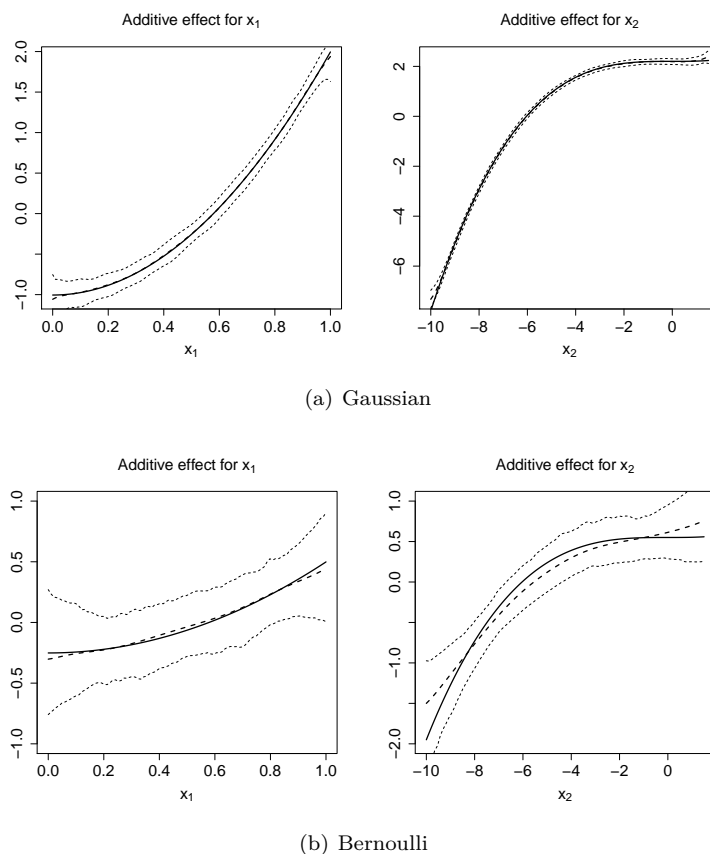 Additive effect for x₁
Additive effect for x₂
2.0
1.5
0.5
0.0
−1.0
0.0 0.2 0.4 0.6 0.8 1.0
x₁
2
0
−2
−4
−6
−10 −8 −6 −4 −2 0
x₂
(a) Gaussian
Additive effect for x₁
Additive effect for x₂
1.0
0.5
0.0
−0.5
−1.0
0.0 0.2 0.4 0.6 0.8 1.0
x₁
1.0
0.5
0.0
−1.0
−2.0
−10 −8 −6 −4 −2 0
x₂
(b) Bernoulli